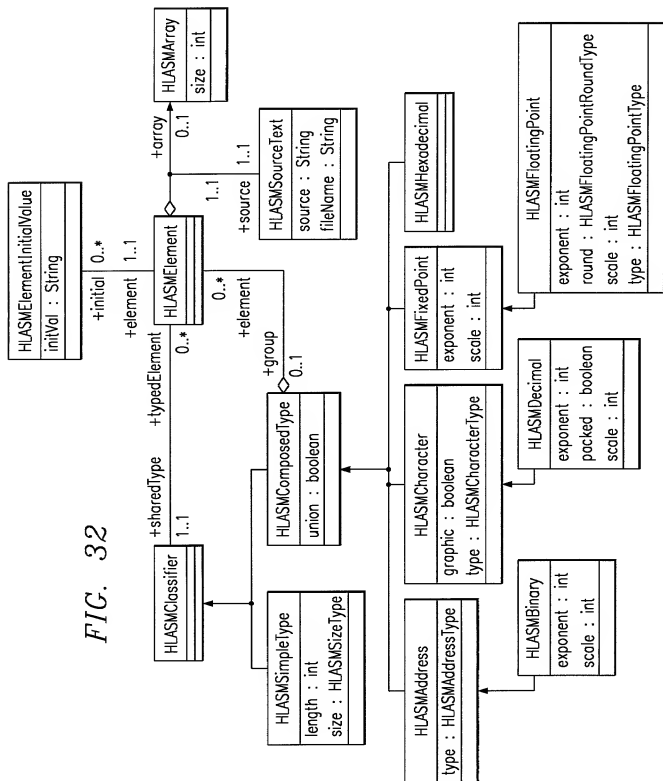 FIG. 32
HLASMElementInitialValue
initVal : String
+initial
0..*
+element
1..1
HLASMClassifier
+sharedType
1..1
+typedElement
0..*
HLASMElement
+array
0..1
HLASMArray
size : int
1..1
+source
1..1
HLASMSourceText
source : String
fileName : String
0..*
+element
+group
0..1
HLASMSimpleType
length : int
size : HLASMSizeType
HLASMComposedType
union : boolean
HLASMAddress
type : HLASMAddressType
HLASMCharacter
graphic : boolean
type : HLASMCharacterType
HLASMFixedPoint
exponent : int
scale : int
HLASMHexadecimal
HLASMBinary
exponent : int
scale : int
HLASMDecimal
exponent : int
packed : boolean
scale : int
HLASMFloatingPoint
exponent : int
round : HLASMFloatingPointRoundType
scale : int
type : HLASMFloatingPointType